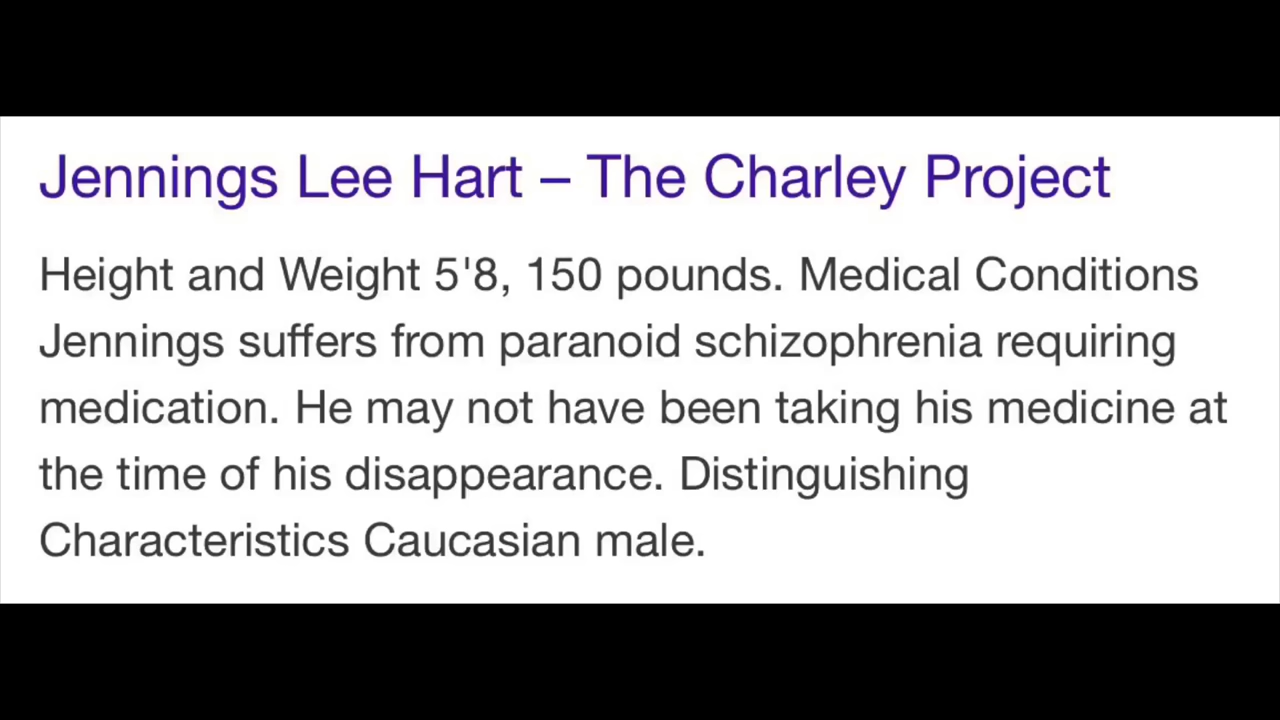 Jennings Lee Hart – The Charley Project
Height and Weight 5'8, 150 pounds. Medical Conditions
Jennings suffers from paranoid schizophrenia requiring
medication. He may not have been taking his medicine at
the time of his disappearance. Distinguishing
Characteristics Caucasian male.